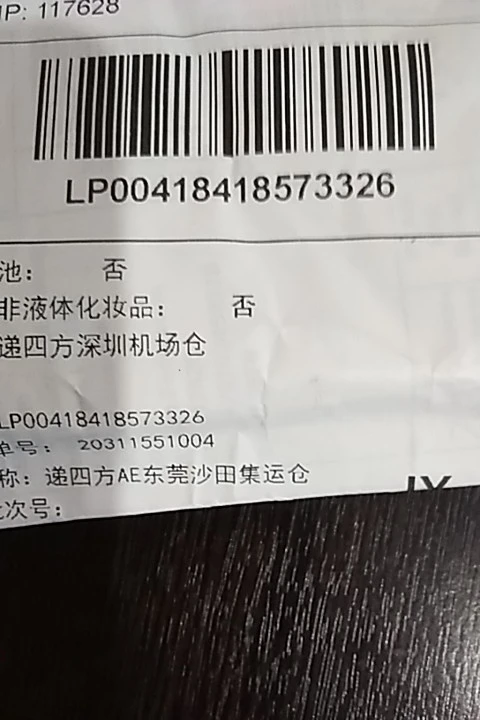 IP: 117628
LP00418418573326
池： 否
非液体化妆品： 否
递四方深圳机场仓
LP00418418573326
单号： 20311551004
称： 递四方AE东莞沙田集运仓
次号：